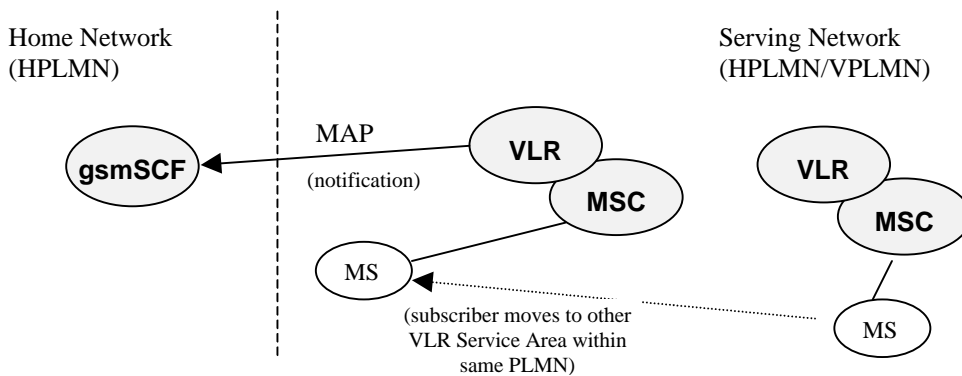 Home Network
(HPLMN)
Serving Network
(HPLMN/VPLMN)
MAP
(notification)
gsmSCF
VLR
MSC
VLR
MSC
MS
MS
(subscriber moves to other
VLR Service Area within
same PLMN)